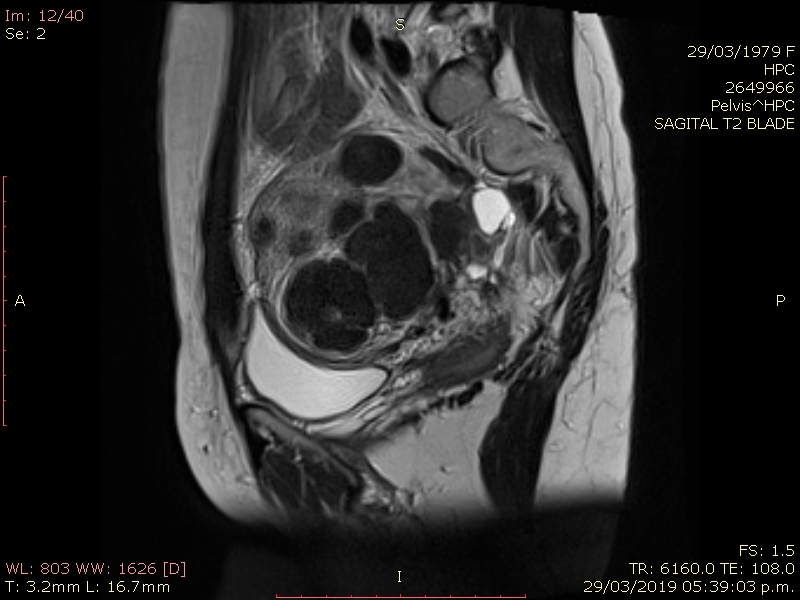 Im: 12/40
Se: 2
S
29/03/1979 F
HPC
2649966
Pelvis^HPC
SAGITAL T2 BLADE
A
P
WL: 803 WW: 1626 [D]
T: 3.2mm L: 16.7mm
I
FS: 1.5
TR: 6160.0 TE: 108.0
29/03/2019 05:39:03 p.m.